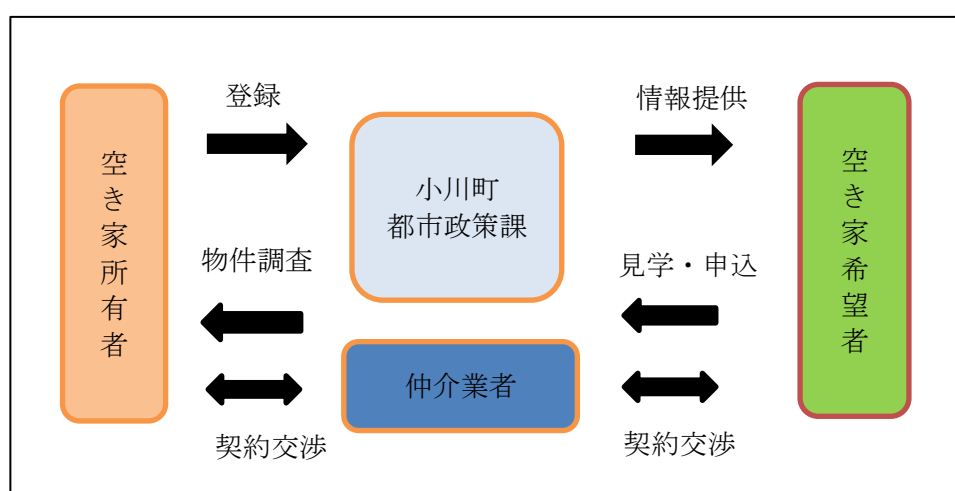 登録
情報提供
空き家所有者
小川町
都市政策課
空き家希望者
物件調査
見学・申込
仲介業者
契約交渉
契約交渉